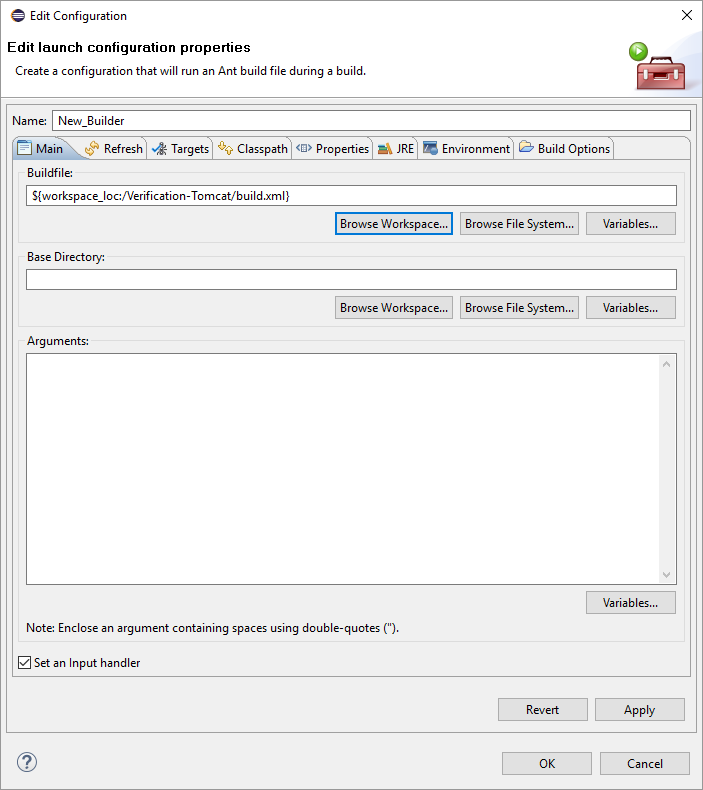 Edit Configuration
Edit launch configuration properties
Create a configuration that will run an Ant build file during a build.
Name: New_Builder
Main Refresh Targets Classpath Properties JRE Environment Build Options
Buildfile:
${workspace_loc:/Verification-Tomcat/build.xml}
Browse Workspace... Browse File System... Variables...
Base Directory:
Browse Workspace... Browse File System... Variables...
Arguments:
Variables...
Note: Enclose an argument containing spaces using double-quotes (").
Set an Input handler
Revert Apply
? OK Cancel